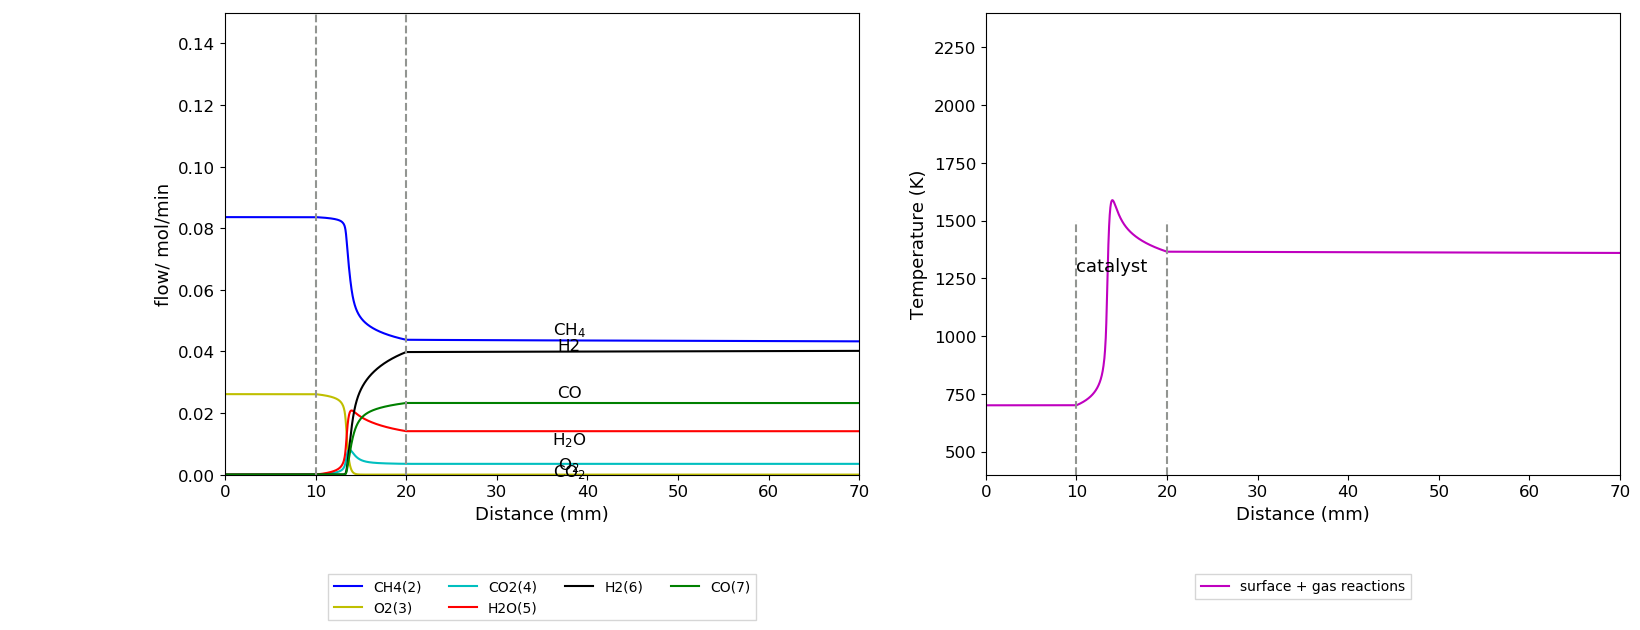 flow/ mol/min
0.14
0.12
0.10
0.08
0.06
0.04
0.02
0.00
CH₄
H2
CO
H₂O
O₂
CO₂
0 10 20 30 40 50 60 70
Distance (mm)
CH4(2) CO2(4) H2(6) CO(7)
O2(3) H2O(5)
Temperature (K)
2250
2000
1750
1500
1250
1000
750
500
catalyst
0 10 20 30 40 50 60 70
Distance (mm)
surface + gas reactions